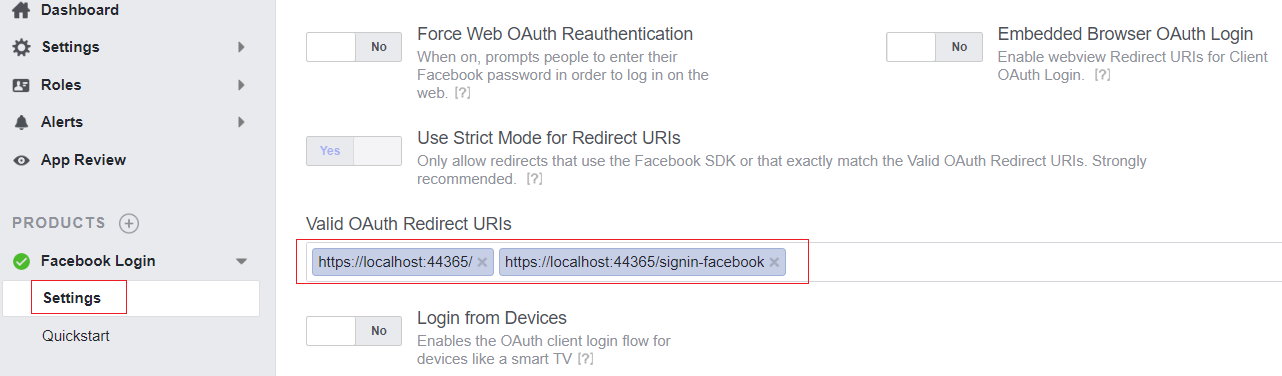 Dashboard
Settings
Roles
Alerts
App Review
PRODUCTS
Facebook Login
Settings
Quickstart
No
Force Web OAuth Reauthentication
When on, prompts people to enter their
Facebook password in order to log in on the
web. [?]
No
Embedded Browser OAuth Login
Enable webview Redirect URIs for Client
OAuth Login. [?]
Yes
Use Strict Mode for Redirect URIs
Only allow redirects that use the Facebook SDK or that exactly match the Valid OAuth Redirect URIs. Strongly
recommended. [?]
Valid OAuth Redirect URIs
https://localhost:44365/ × https://localhost:44365/signin-facebook ×
No
Login from Devices
Enables the OAuth client login flow for
devices like a smart TV [?]